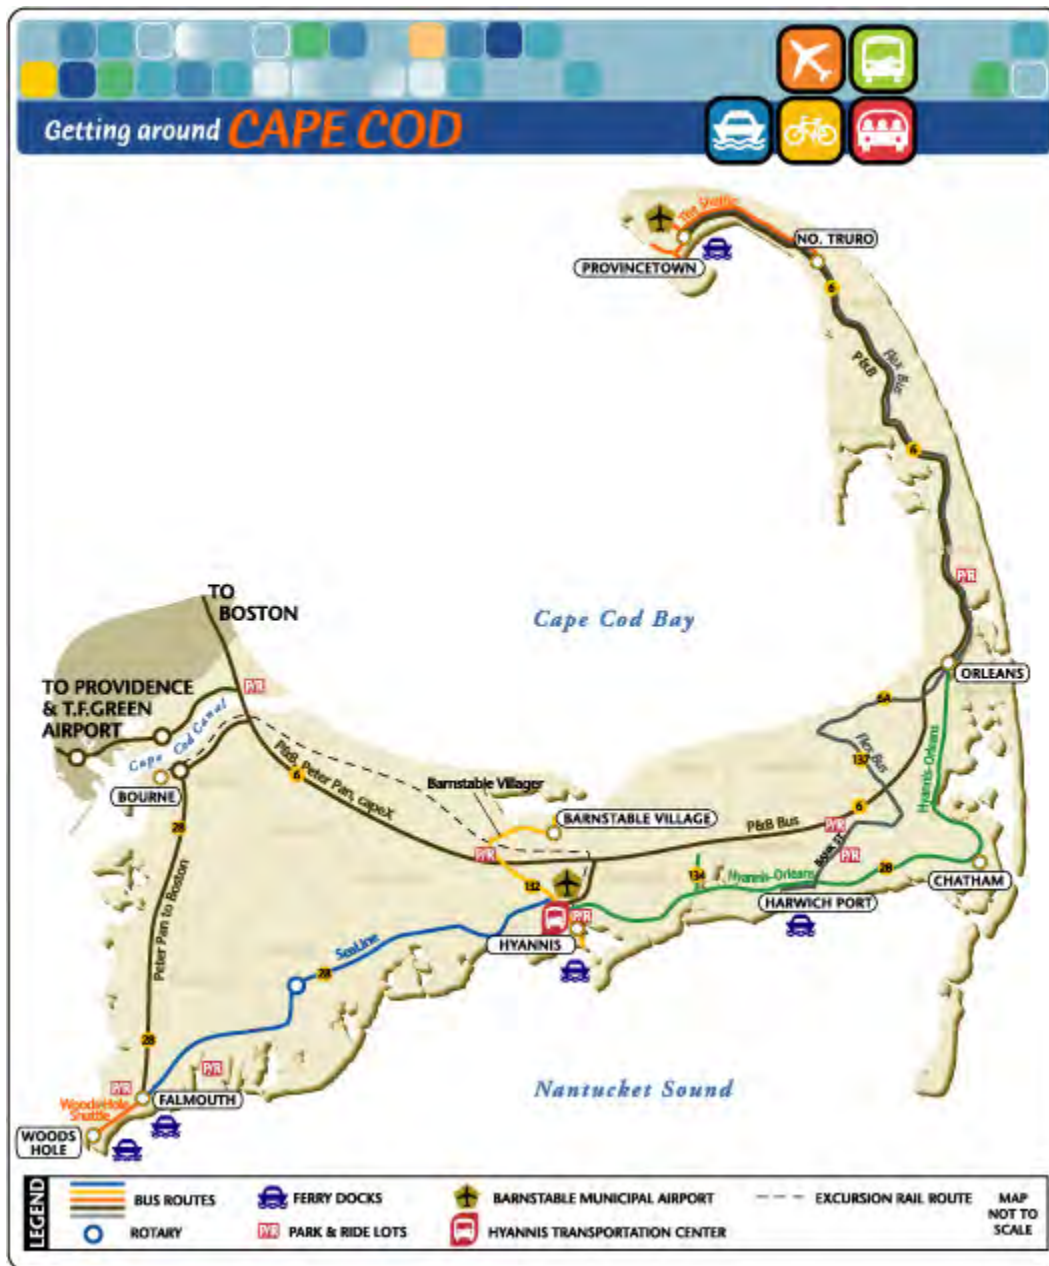 Getting around CAPE COD
The Shuttle
NO. TRURO
PROVINCETOWN
6
P&B
Flex Bus
6
P/R
TO
BOSTON
Cape Cod Bay
ORLEANS
TO PROVIDENCE
& T.F.GREEN
AIRPORT
P/R
6A
Cape Cod Canal
Flex Bus
137
Hyannis-Orleans
BOURNE
P&B, Peter Pan, capeX
6
Barnstable Villager
BARNSTABLE VILLAGE
6
P&B Bus
P/R
28
P/R
P/R
BANK ST.
28
CHATHAM
132
134
Hyannis-Orleans
HARWICH PORT
Peter Pan to Boston
P/R
HYANNIS
SeaLine
28
28
P/R
Nantucket Sound
P/R
FALMOUTH
Woods Hole
Shuttle
WOODS
HOLE
LEGEND
BUS ROUTES
FERRY DOCKS
BARNSTABLE MUNICIPAL AIRPORT
EXCURSION RAIL ROUTE
MAP
NOT TO
SCALE
ROTARY
P/R PARK & RIDE LOTS
HYANNIS TRANSPORTATION CENTER